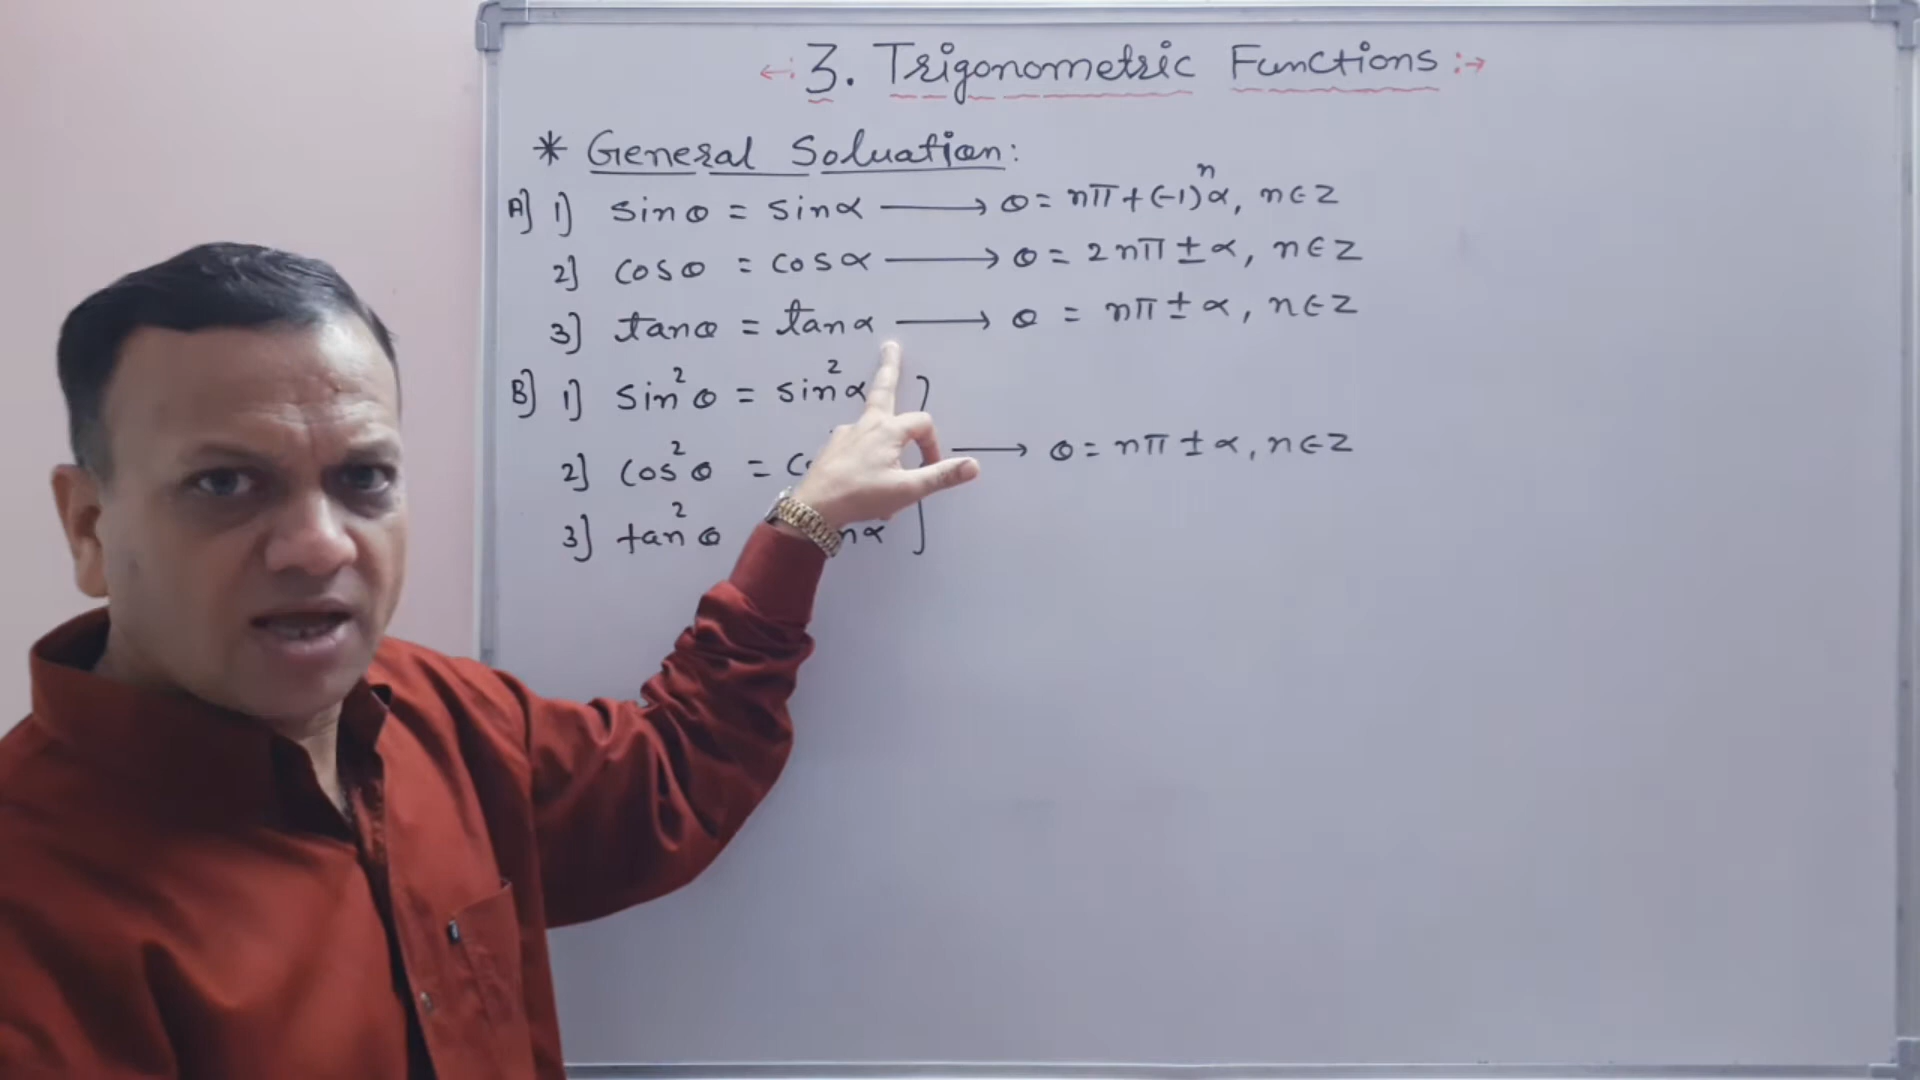 ←: 3. Trigonometric Functions :→
* General Soluation:
A] 1] sinθ = sinα ⟶ θ = nπ + (-1)ⁿα, n∈Z
2] cosθ = cosα ⟶ θ = 2nπ ± α, n∈Z
3] tanθ = tanα ⟶ θ = nπ ± α, n∈Z
B] 1] sin²θ = sin²α
2] cos²θ = ⟶ θ = nπ ± α, n∈Z
3] tan²θ